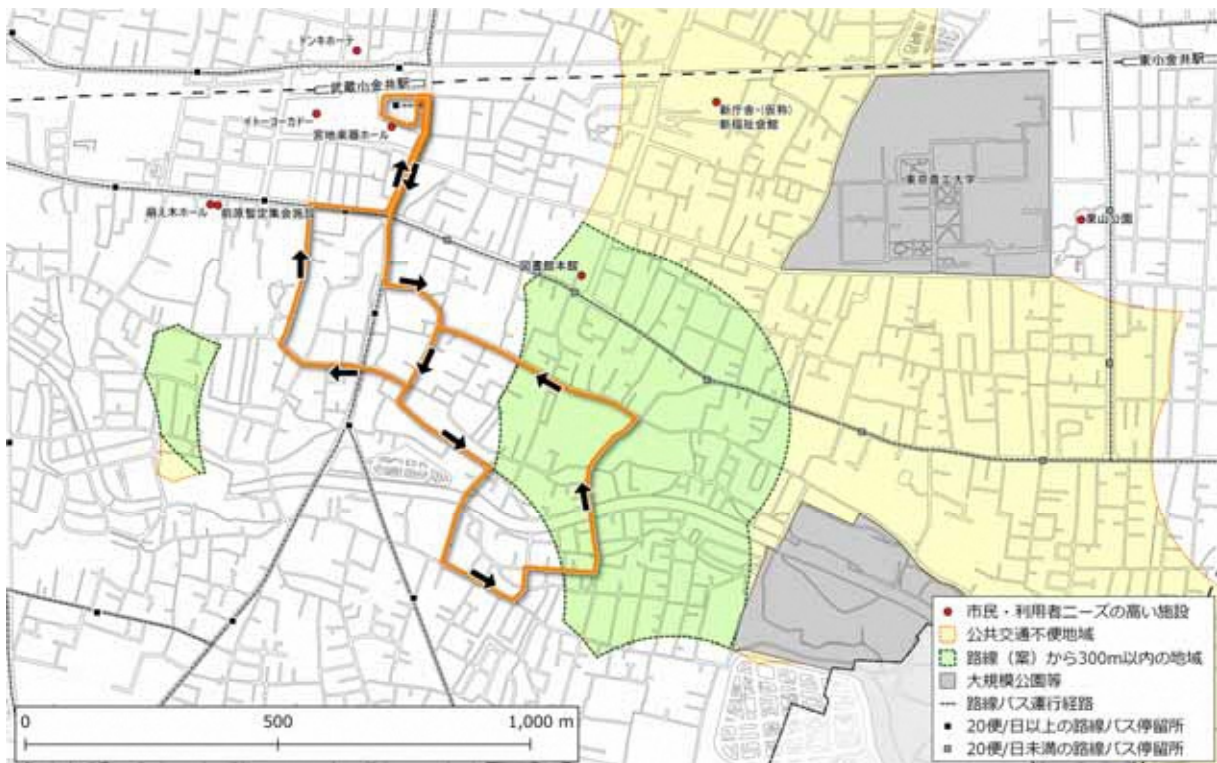 ドンキホーテ
武蔵小金井駅
東小金井駅
イトーヨーカドー
宮地楽器ホール
新庁舎・(仮称)
新福祉会館
東京農工大学
萌え木ホール
前原暫定集会施設
栗山公園
図書館本館
市民・利用者ニーズの高い施設
公共交通不便地域
路線（案）から300m以内の地域
大規模公園等
路線バス運行経路
20便/日以上の路線バス停留所
20便/日未満の路線バス停留所
0 500 1,000 m